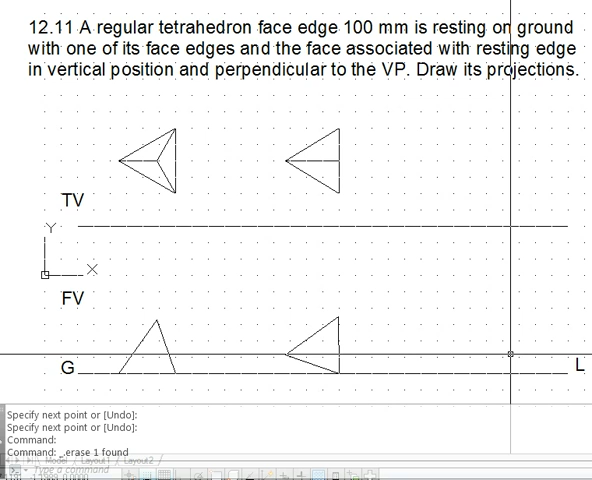 12.11 A regular tetrahedron face edge 100 mm is resting on ground
with one of its face edges and the face associated with resting edge
in vertical position and perpendicular to the VP. Draw its projections.
TV
Y
X
FV
G
L
Specify next point or [Undo]:
Specify next point or [Undo]:
Command:
Command: _.erase 1 found
Model / Layout1 / Layout2 /
Type a command